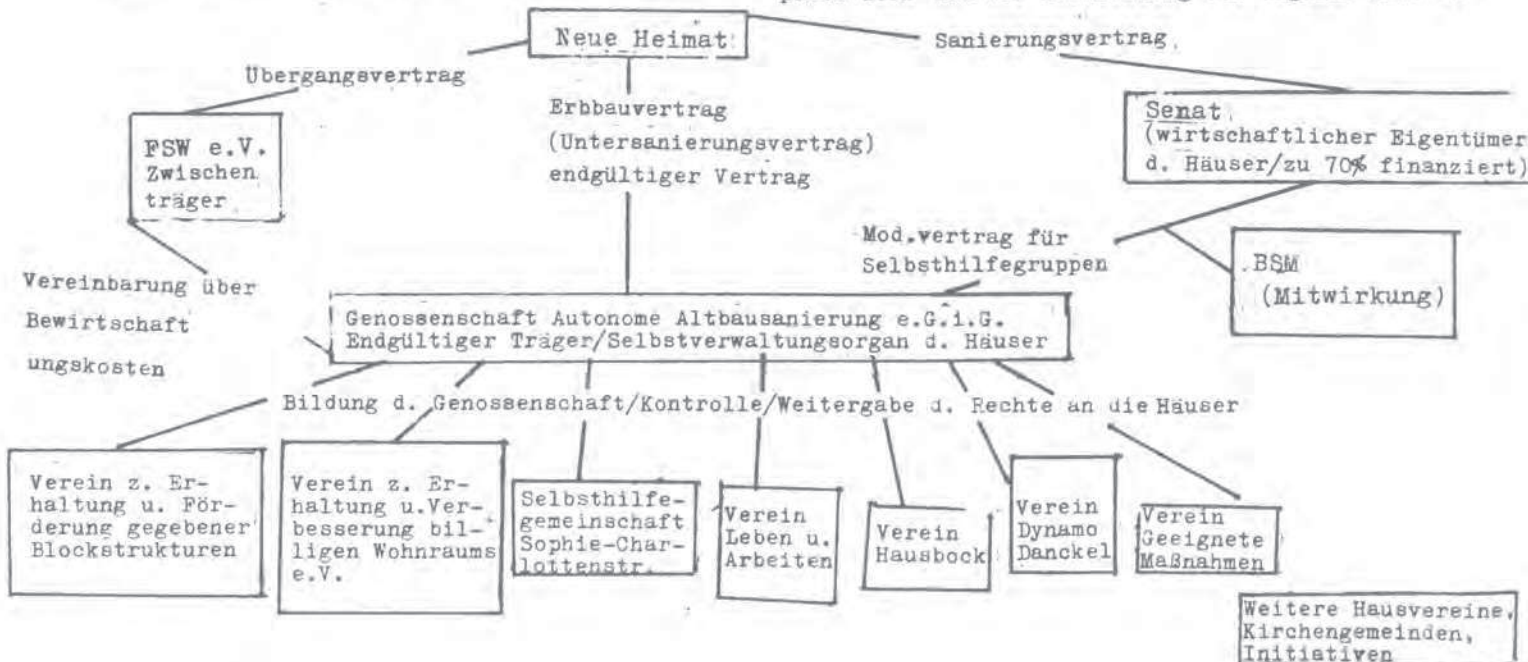 Neue Heimat
Sanierungsvertrag
Übergangsvertrag
Erbbauvertrag
(Untersanierungsvertrag)
endgültiger Vertrag
Senat
(wirtschaftlicher Eigentümer
d. Häuser/zu 70% finanziert)
FSW e.V.
Zwischen
träger
Mod.vertrag für
Selbsthilfegruppen
BSM
(Mitwirkung)
Vereinbarung über
Bewirtschaft
ungskosten
Genossenschaft Autonome Altbausanierung e.G.i.G.
Endgültiger Träger/Selbstverwaltungsorgan d. Häuser
Bildung d. Genossenschaft/Kontrolle/Weitergabe d. Rechte an die Häuser
Verein z. Er-
haltung u. För-
derung gegebener
Blockstrukturen
Verein z. Er-
haltung u.Ver-
besserung bil-
ligen Wohnraums
e.V.
Selbsthilfe-
gemeinschaft
Sophie-Char-
lottenstr.
Verein
Leben u.
Arbeiten
Verein
Hausbock
Verein
Dynamo
Danckel
Verein
Geeignete
Maßnahmen
Weitere Hausvereine,
Kirchengemeinden,
Initiativen